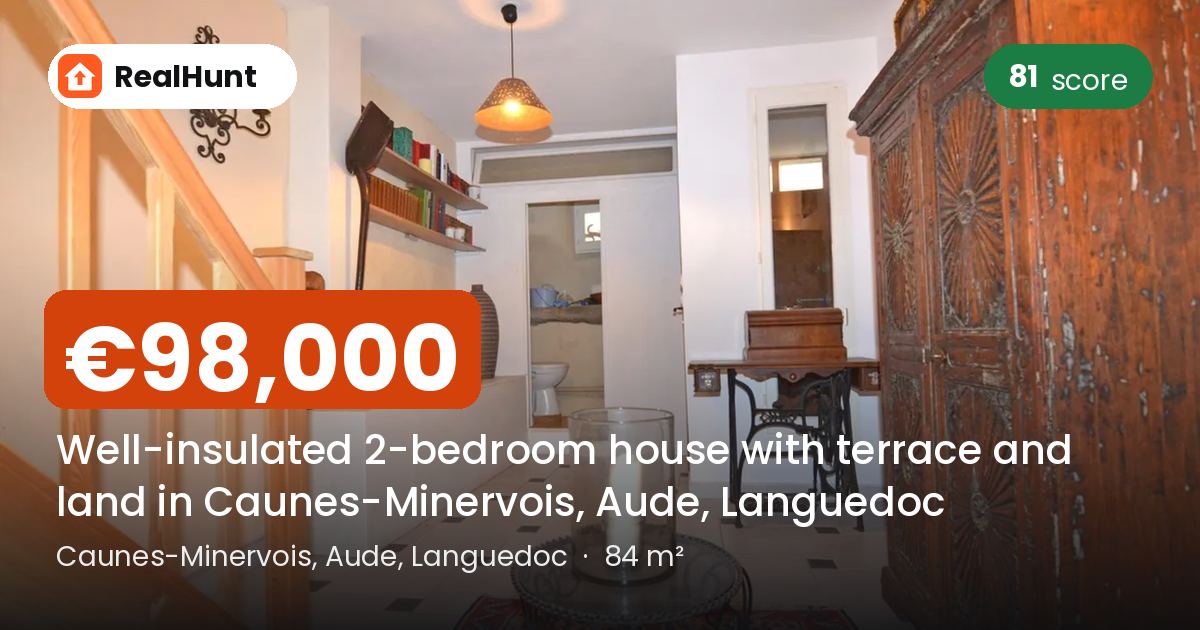 RealHunt
81 score
€98,000
Well-insulated 2-bedroom house with terrace and
land in Caunes-Minervois, Aude, Languedoc
Caunes-Minervois, Aude, Languedoc · 84 m²